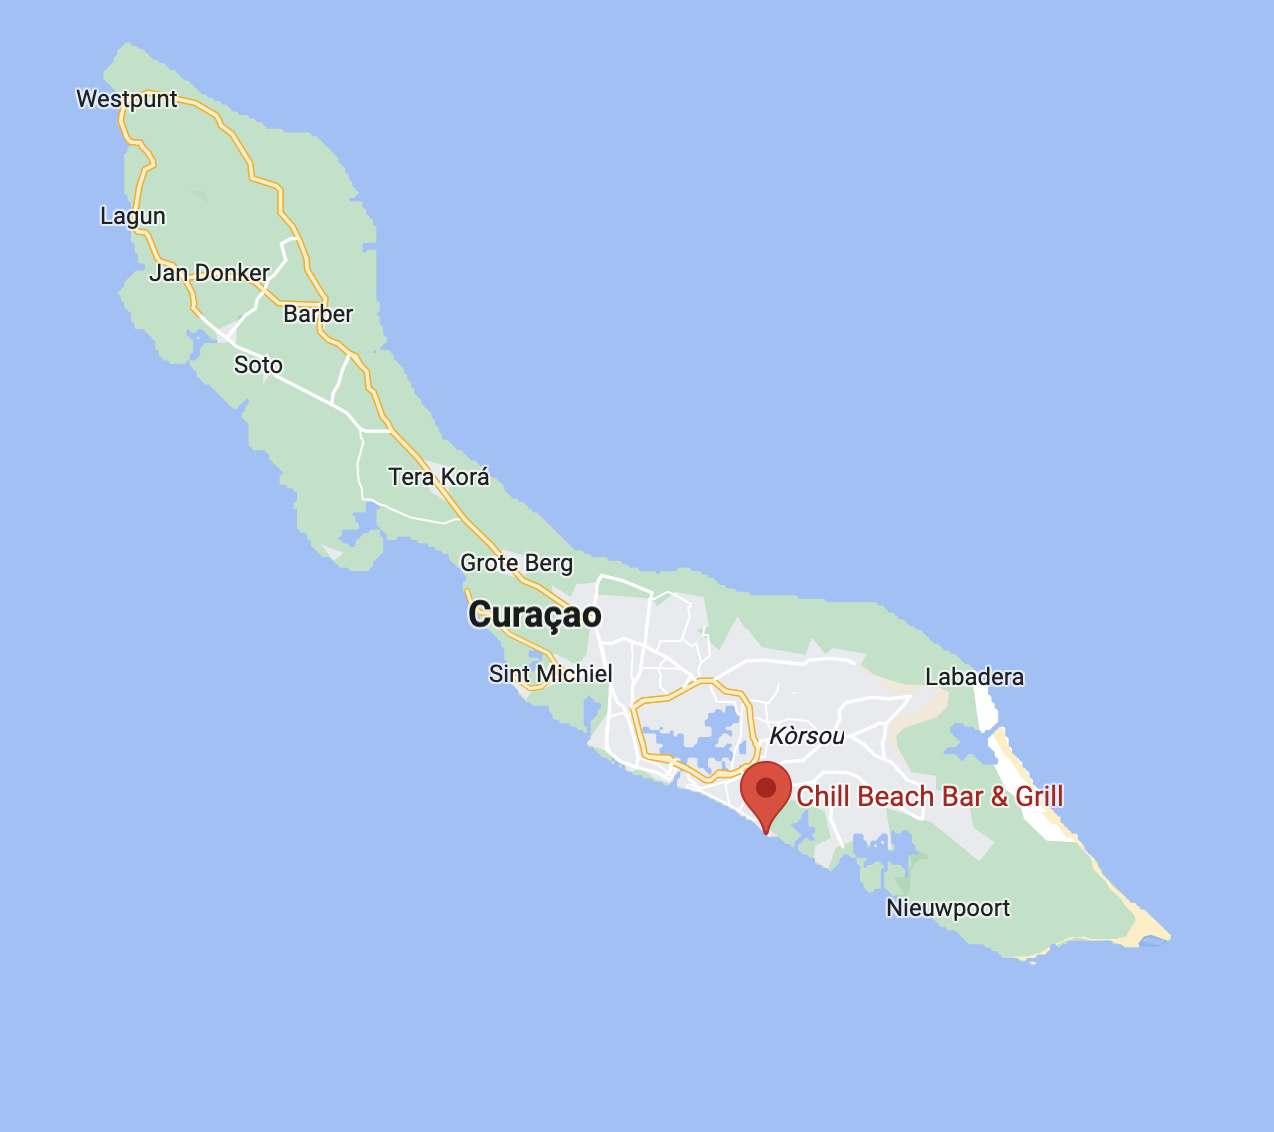 Westpunt
Lagun
Jan Donker
Barber
Soto
Tera Korá
Grote Berg
Curaçao
Sint Michiel
Labadera
Kòrsou
Chill Beach Bar & Grill
Nieuwpoort